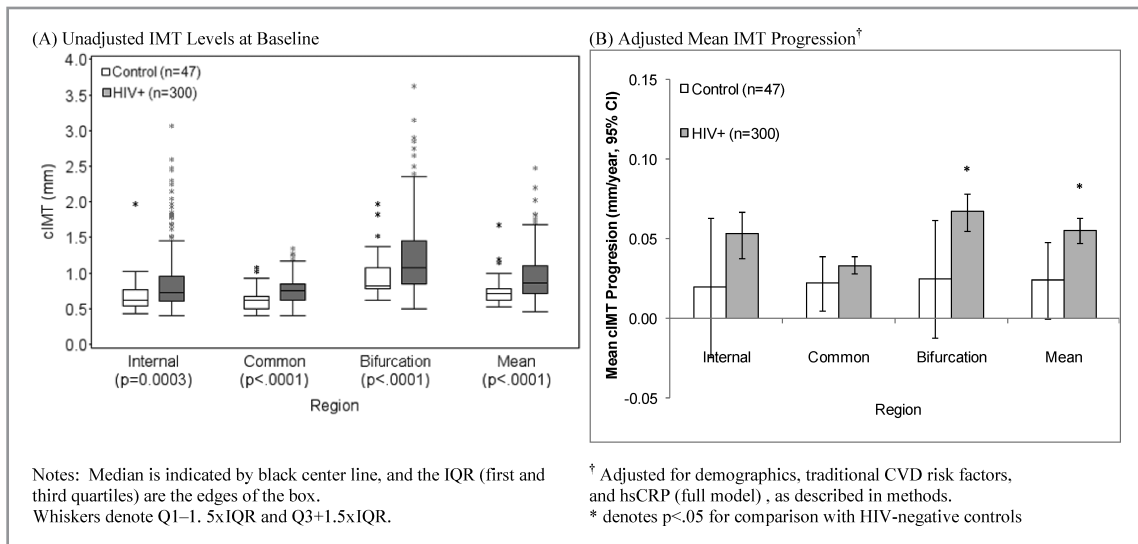 (A) Unadjusted IMT Levels at Baseline
4.0
3.5
3.0
2.5
2.0
1.5
1.0
0.5
0.0
cIMT (mm)
Control (n=47)
HIV+ (n=300)
Internal Common Bifurcation Mean
(p=0.0003) (p<.0001) (p<.0001) (p<.0001)
Region
Notes: Median is indicated by black center line, and the IQR (first and
third quartiles) are the edges of the box.
Whiskers denote Q1–1. 5xIQR and Q3+1.5xIQR.
(B) Adjusted Mean IMT Progression†
0.15
0.10
0.05
0.00
-0.05
Mean cIMT Progresion (mm/year, 95% CI)
Control (n=47)
HIV+ (n=300)
* *
Internal Common Bifurcation Mean
Region
† Adjusted for demographics, traditional CVD risk factors,
and hsCRP (full model) , as described in methods.
* denotes p<.05 for comparison with HIV-negative controls